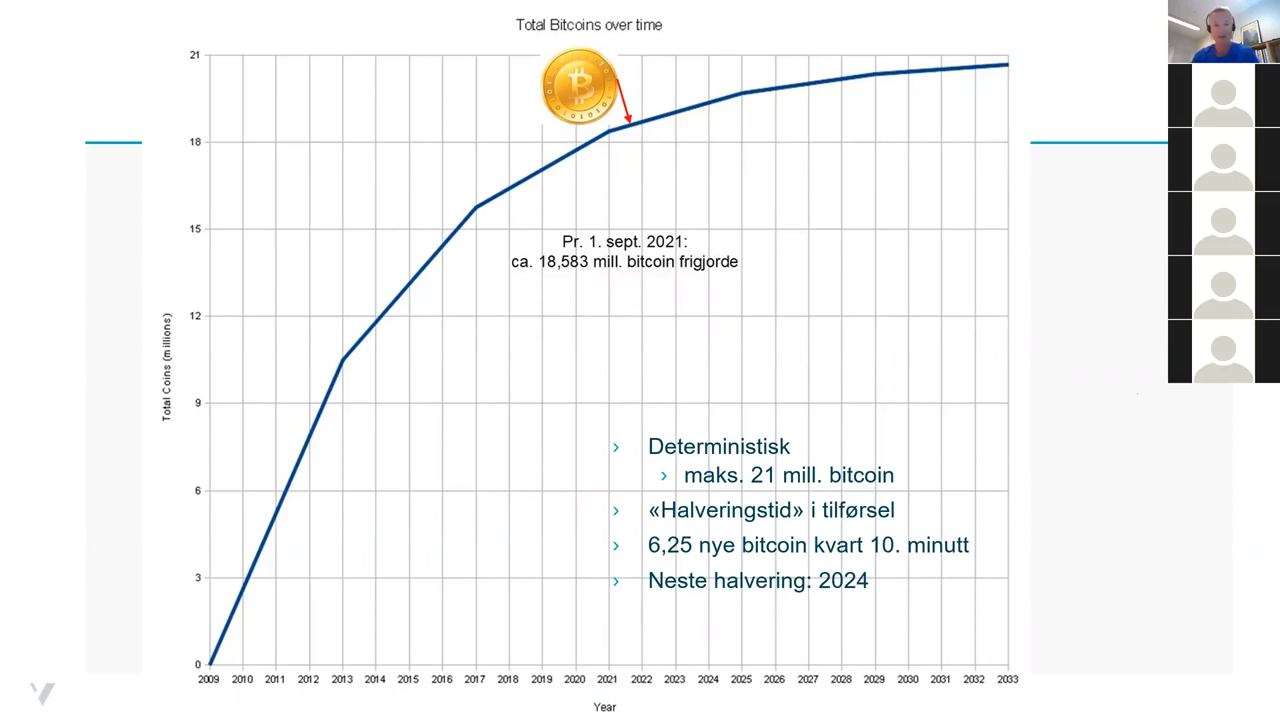 Total Bitcoins over time
21
18
15
12
9
6
3
0
Total Coins (millions)
Pr. 1. sept. 2021:
ca. 18,583 mill. bitcoin frigjorde
› Deterministisk
› maks. 21 mill. bitcoin
› «Halveringstid» i tilførsel
› 6,25 nye bitcoin kvart 10. minutt
› Neste halvering: 2024
2009 2010 2011 2012 2013 2014 2015 2016 2017 2018 2019 2020 2021 2022 2023 2024 2025 2026 2027 2028 2029 2030 2031 2032 2033
Year